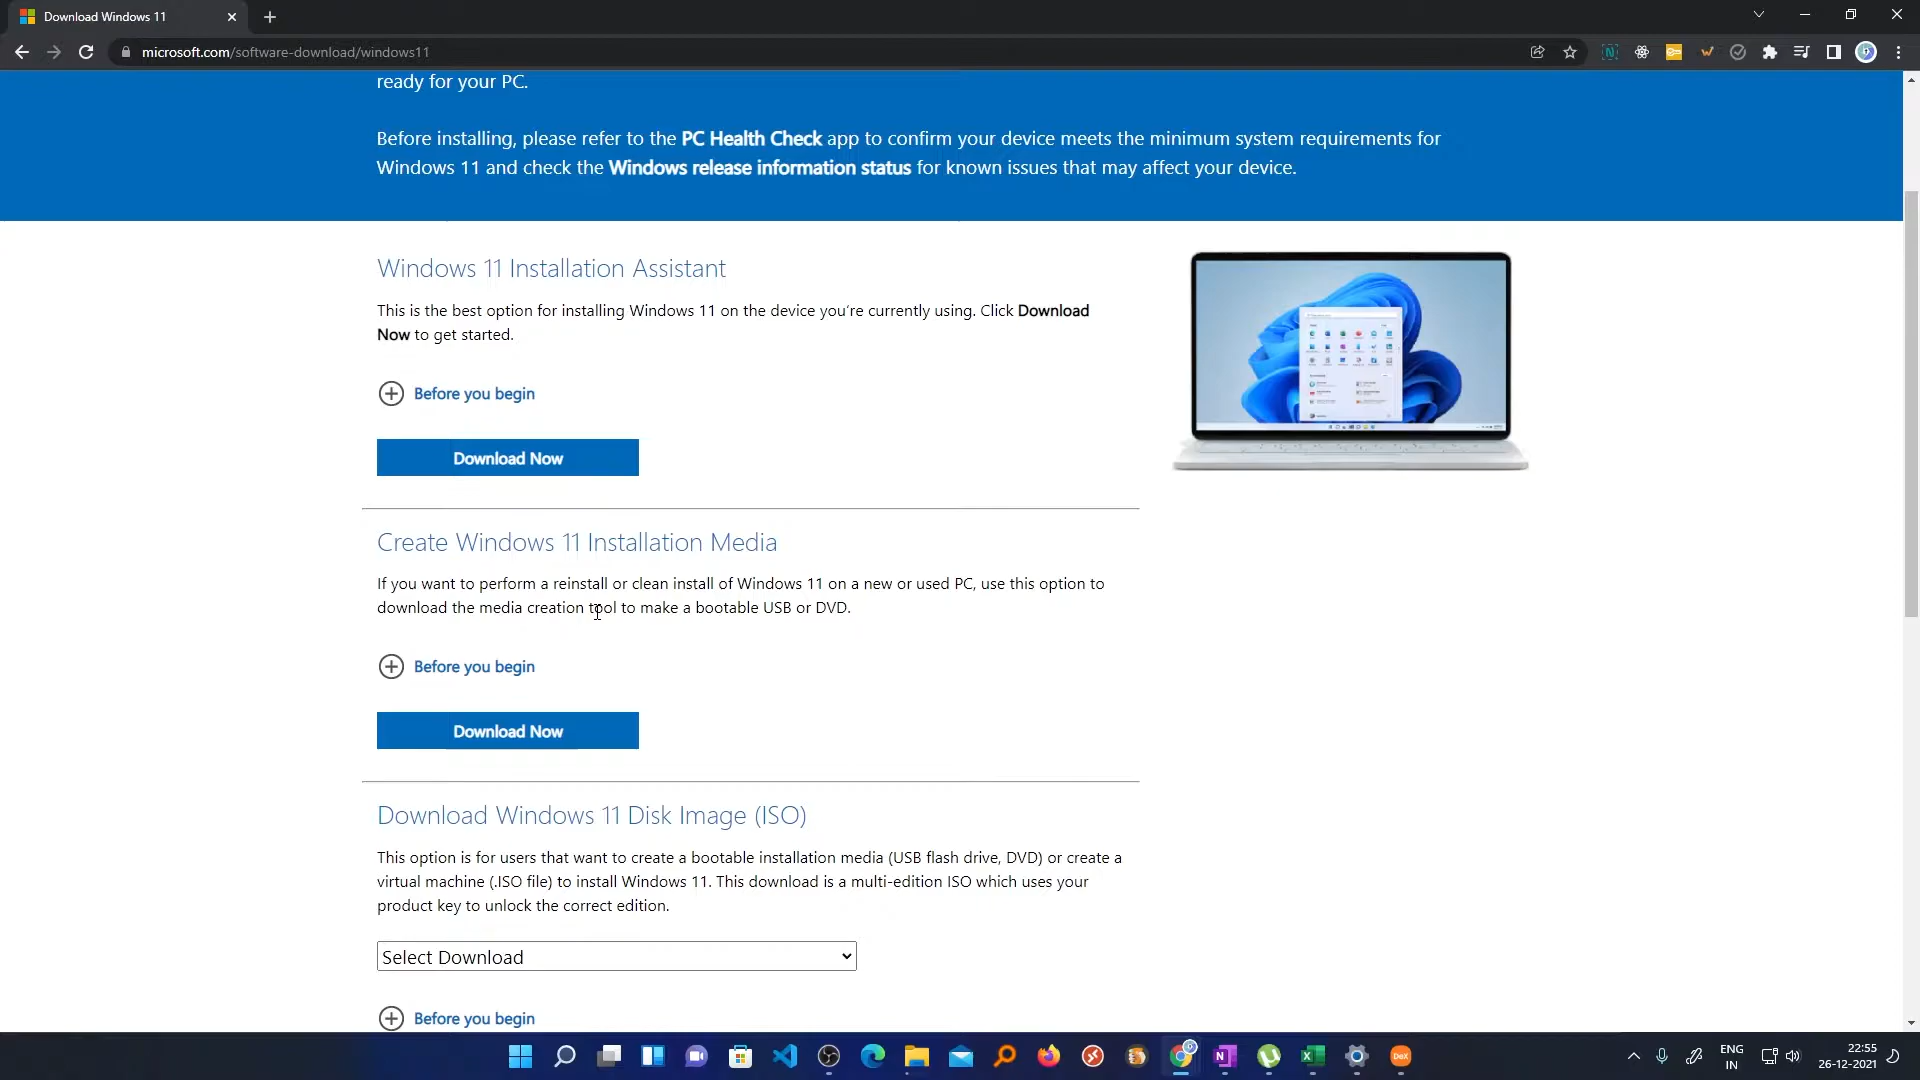 Download Windows 11
microsoft.com/software-download/windows11
ready for your PC.
Before installing, please refer to the PC Health Check app to confirm your device meets the minimum system requirements for
Windows 11 and check the Windows release information status for known issues that may affect your device.
Windows 11 Installation Assistant
This is the best option for installing Windows 11 on the device you're currently using. Click Download
Now to get started.
Before you begin
Download Now
Create Windows 11 Installation Media
If you want to perform a reinstall or clean install of Windows 11 on a new or used PC, use this option to
download the media creation tool to make a bootable USB or DVD.
Before you begin
Download Now
Download Windows 11 Disk Image (ISO)
This option is for users that want to create a bootable installation media (USB flash drive, DVD) or create a
virtual machine (.ISO file) to install Windows 11. This download is a multi-edition ISO which uses your
product key to unlock the correct edition.
Select Download
Before you begin
DeX
ENG
IN
22:55
26-12-2021